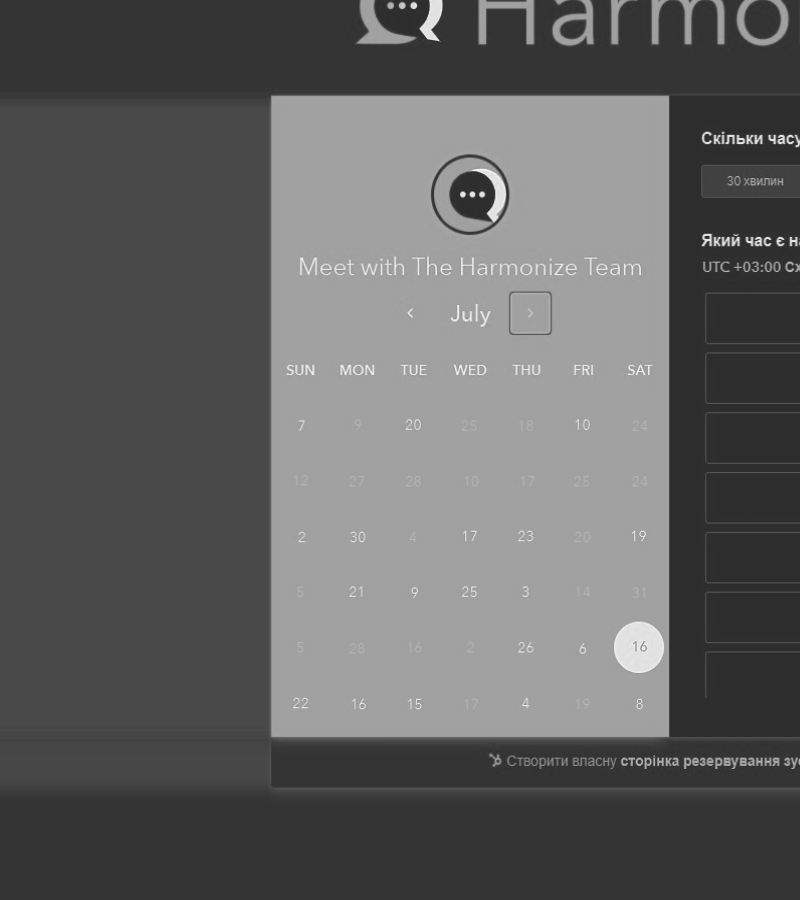 Harmo
Meet with The Harmonize Team
July
SUN MON TUE WED THU FRI SAT
7 9 20 25 18 10 24
12 27 28 10 17 25 24
2 30 4 17 23 20 19
5 21 9 25 3 14 31
5 28 16 2 26 6 16
22 16 15 17 4 19 8
Скільки часу
30 хвилин
Який час є на
UTC +03:00 Сх
Створити власну сторінка резервування зус